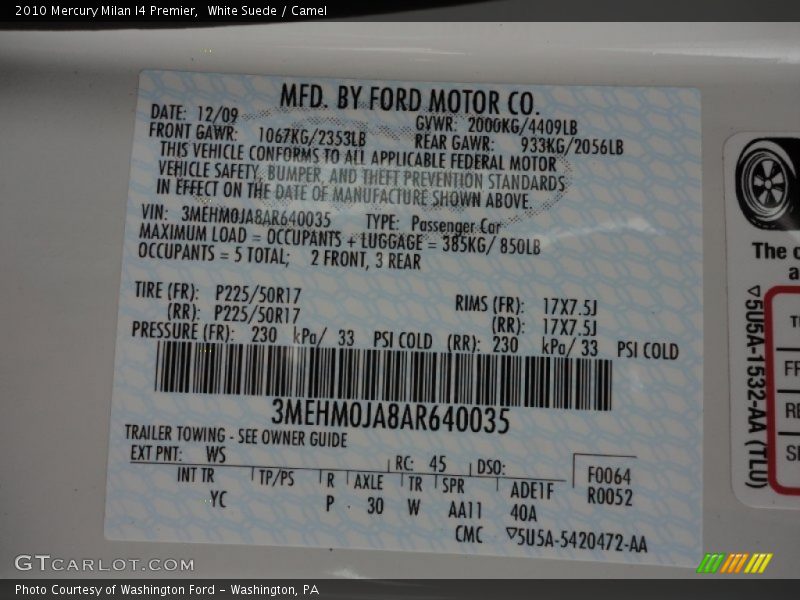 2010 Mercury Milan I4 Premier,  White Suede / Camel
MFD. BY FORD MOTOR CO.
DATE: 12/09 GVWR: 2000KG/4409LB
FRONT GAWR: 1067KG/2353LB REAR GAWR: 933KG/2056LB
THIS VEHICLE CONFORMS TO ALL APPLICABLE FEDERAL MOTOR
VEHICLE SAFETY, BUMPER, AND THEFT PREVENTION STANDARDS
IN EFFECT ON THE DATE OF MANUFACTURE SHOWN ABOVE.
VIN: 3MEHM0JA8AR640035 TYPE: Passenger Car
MAXIMUM LOAD = OCCUPANTS + LUGGAGE = 385KG/ 850LB
OCCUPANTS = 5 TOTAL; 2 FRONT, 3 REAR
TIRE (FR): P225/50R17 RIMS (FR): 17X7.5J
(RR): P225/50R17 (RR): 17X7.5J
PRESSURE (FR): 230 kPa/ 33 PSI COLD (RR): 230 kPa/ 33 PSI COLD
3MEHM0JA8AR640035
TRAILER TOWING - SEE OWNER GUIDE
EXT PNT: WS RC: 45 DSO: F0064
INT TR TP/PS R AXLE TR SPR ADE1F R0052
YC P 30 W AA11 40A
CMC ▽5U5A-5420472-AA
The
▽5U5A-1532-AA (TLU)
GTCARLOT.COM
Photo Courtesy of Washington Ford - Washington, PA